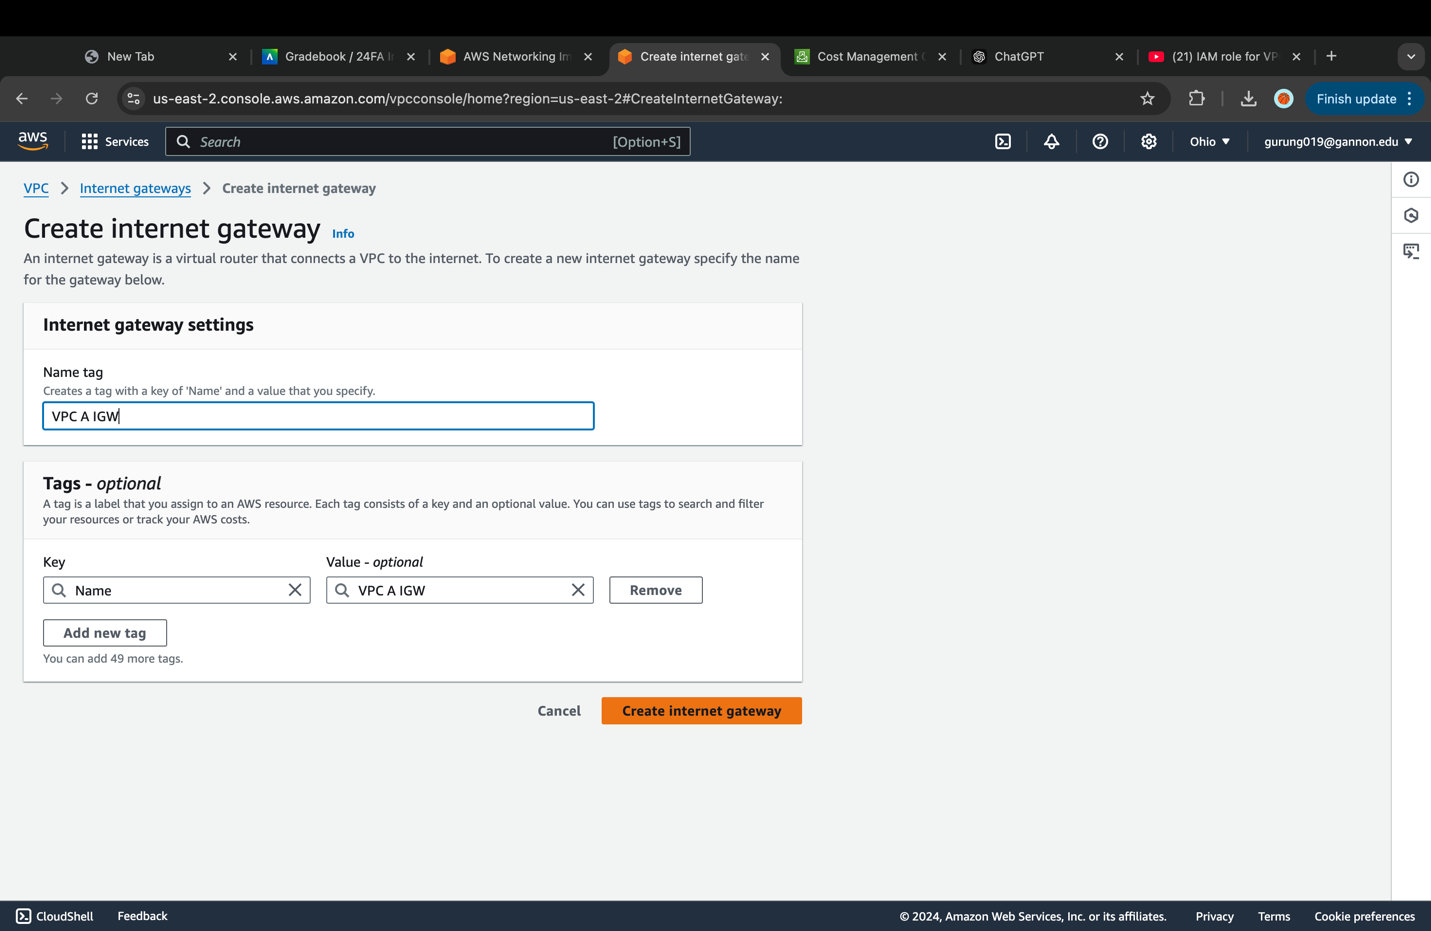 New Tab
Gradebook / 24FA I
AWS Networking Im
Create internet gate
Cost Management
ChatGPT
(21) IAM role for VP
us-east-2.console.aws.amazon.com/vpcconsole/home?region=us-east-2#CreateInternetGateway:
Finish update
aws
Services
Search
[Option+S]
Ohio
gurung019@gannon.edu
VPC
Internet gateways
Create internet gateway
Create internet gateway Info
An internet gateway is a virtual router that connects a VPC to the internet. To create a new internet gateway specify the name
for the gateway below.
Internet gateway settings
Name tag
Creates a tag with a key of 'Name' and a value that you specify.
VPC A IGW
Tags - optional
A tag is a label that you assign to an AWS resource. Each tag consists of a key and an optional value. You can use tags to search and filter
your resources or track your AWS costs.
Key
Value - optional
Name
VPC A IGW
Remove
Add new tag
You can add 49 more tags.
Cancel
Create internet gateway
CloudShell
Feedback
© 2024, Amazon Web Services, Inc. or its affiliates.
Privacy
Terms
Cookie preferences